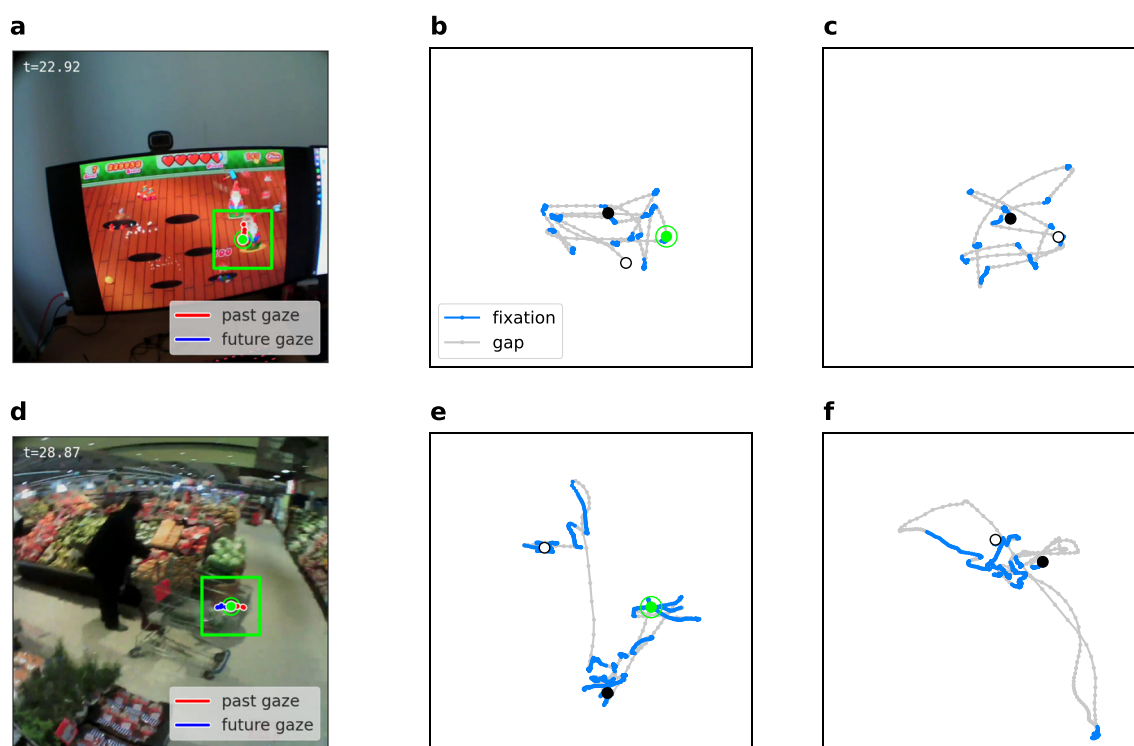 a
b
c
t=22.92
past gaze
future gaze
fixation
gap
d
e
f
t=28.87
past gaze
future gaze